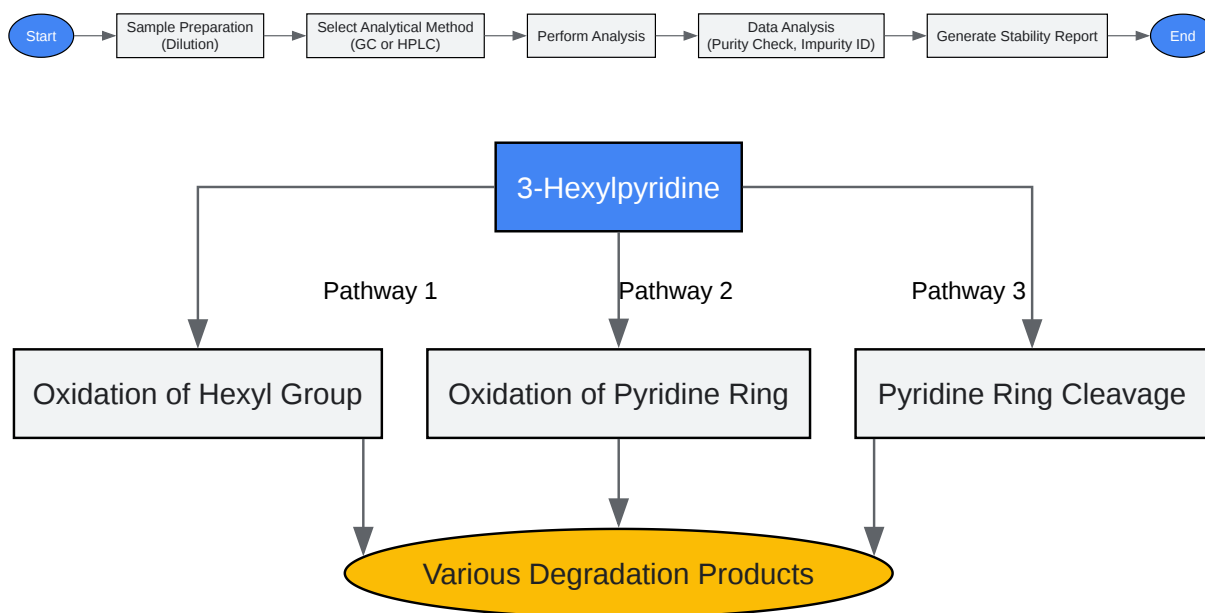 Start
Sample Preparation
(Dilution)
Select Analytical Method
(GC or HPLC)
Perform Analysis
Data Analysis
(Purity Check, Impurity ID)
Generate Stability Report
End
3-Hexylpyridine
Pathway 1
Pathway 2
Pathway 3
Oxidation of Hexyl Group
Oxidation of Pyridine Ring
Pyridine Ring Cleavage
Various Degradation Products